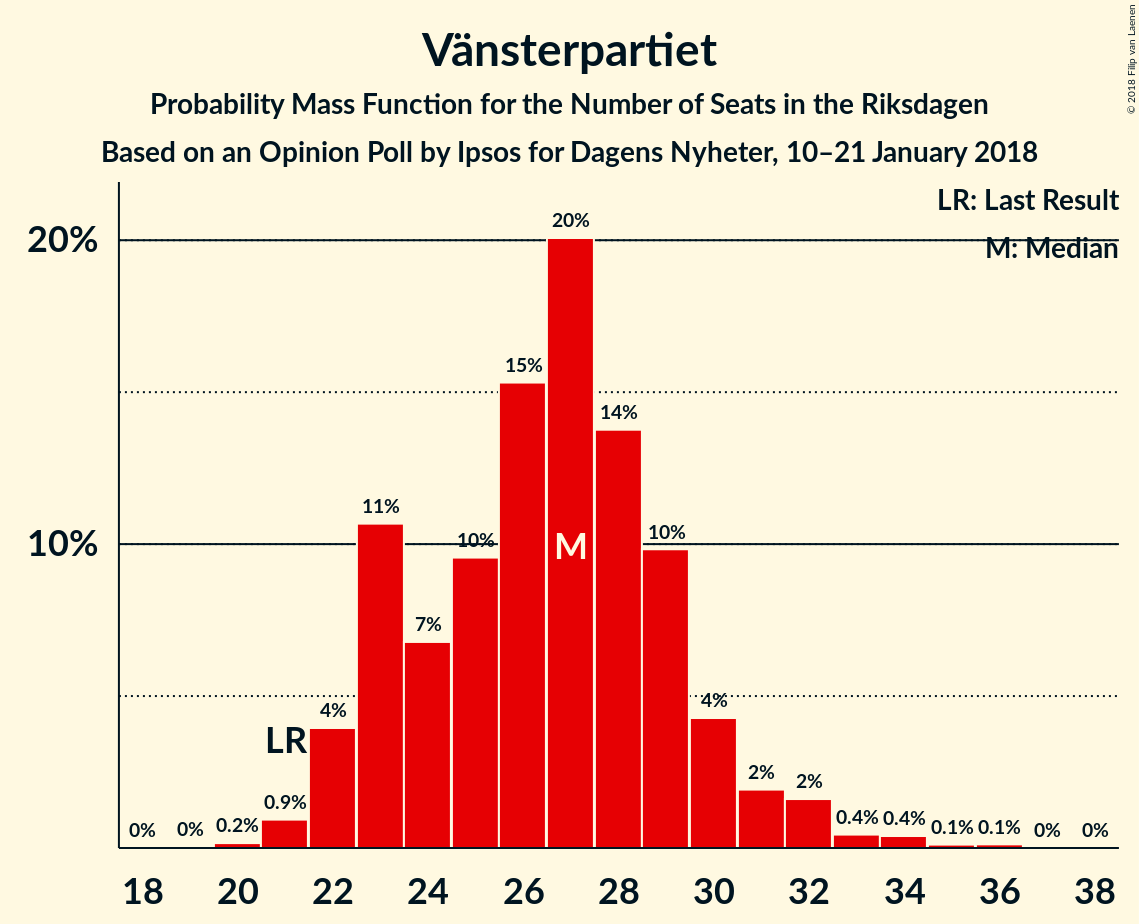 Vänsterpartiet
Probability Mass Function for the Number of Seats in the Riksdagen
Based on an Opinion Poll by Ipsos for Dagens Nyheter, 10–21 January 2018
© 2018 Filip van Laenen
LR: Last Result
M: Median
20%
10%
0%
0%
0.2%
0.9%
4%
11%
7%
10%
15%
20%
14%
10%
4%
2%
2%
0.4%
0.4%
0.1%
0.1%
0%
0%
LR
M
18 20 22 24 26 28 30 32 34 36 38